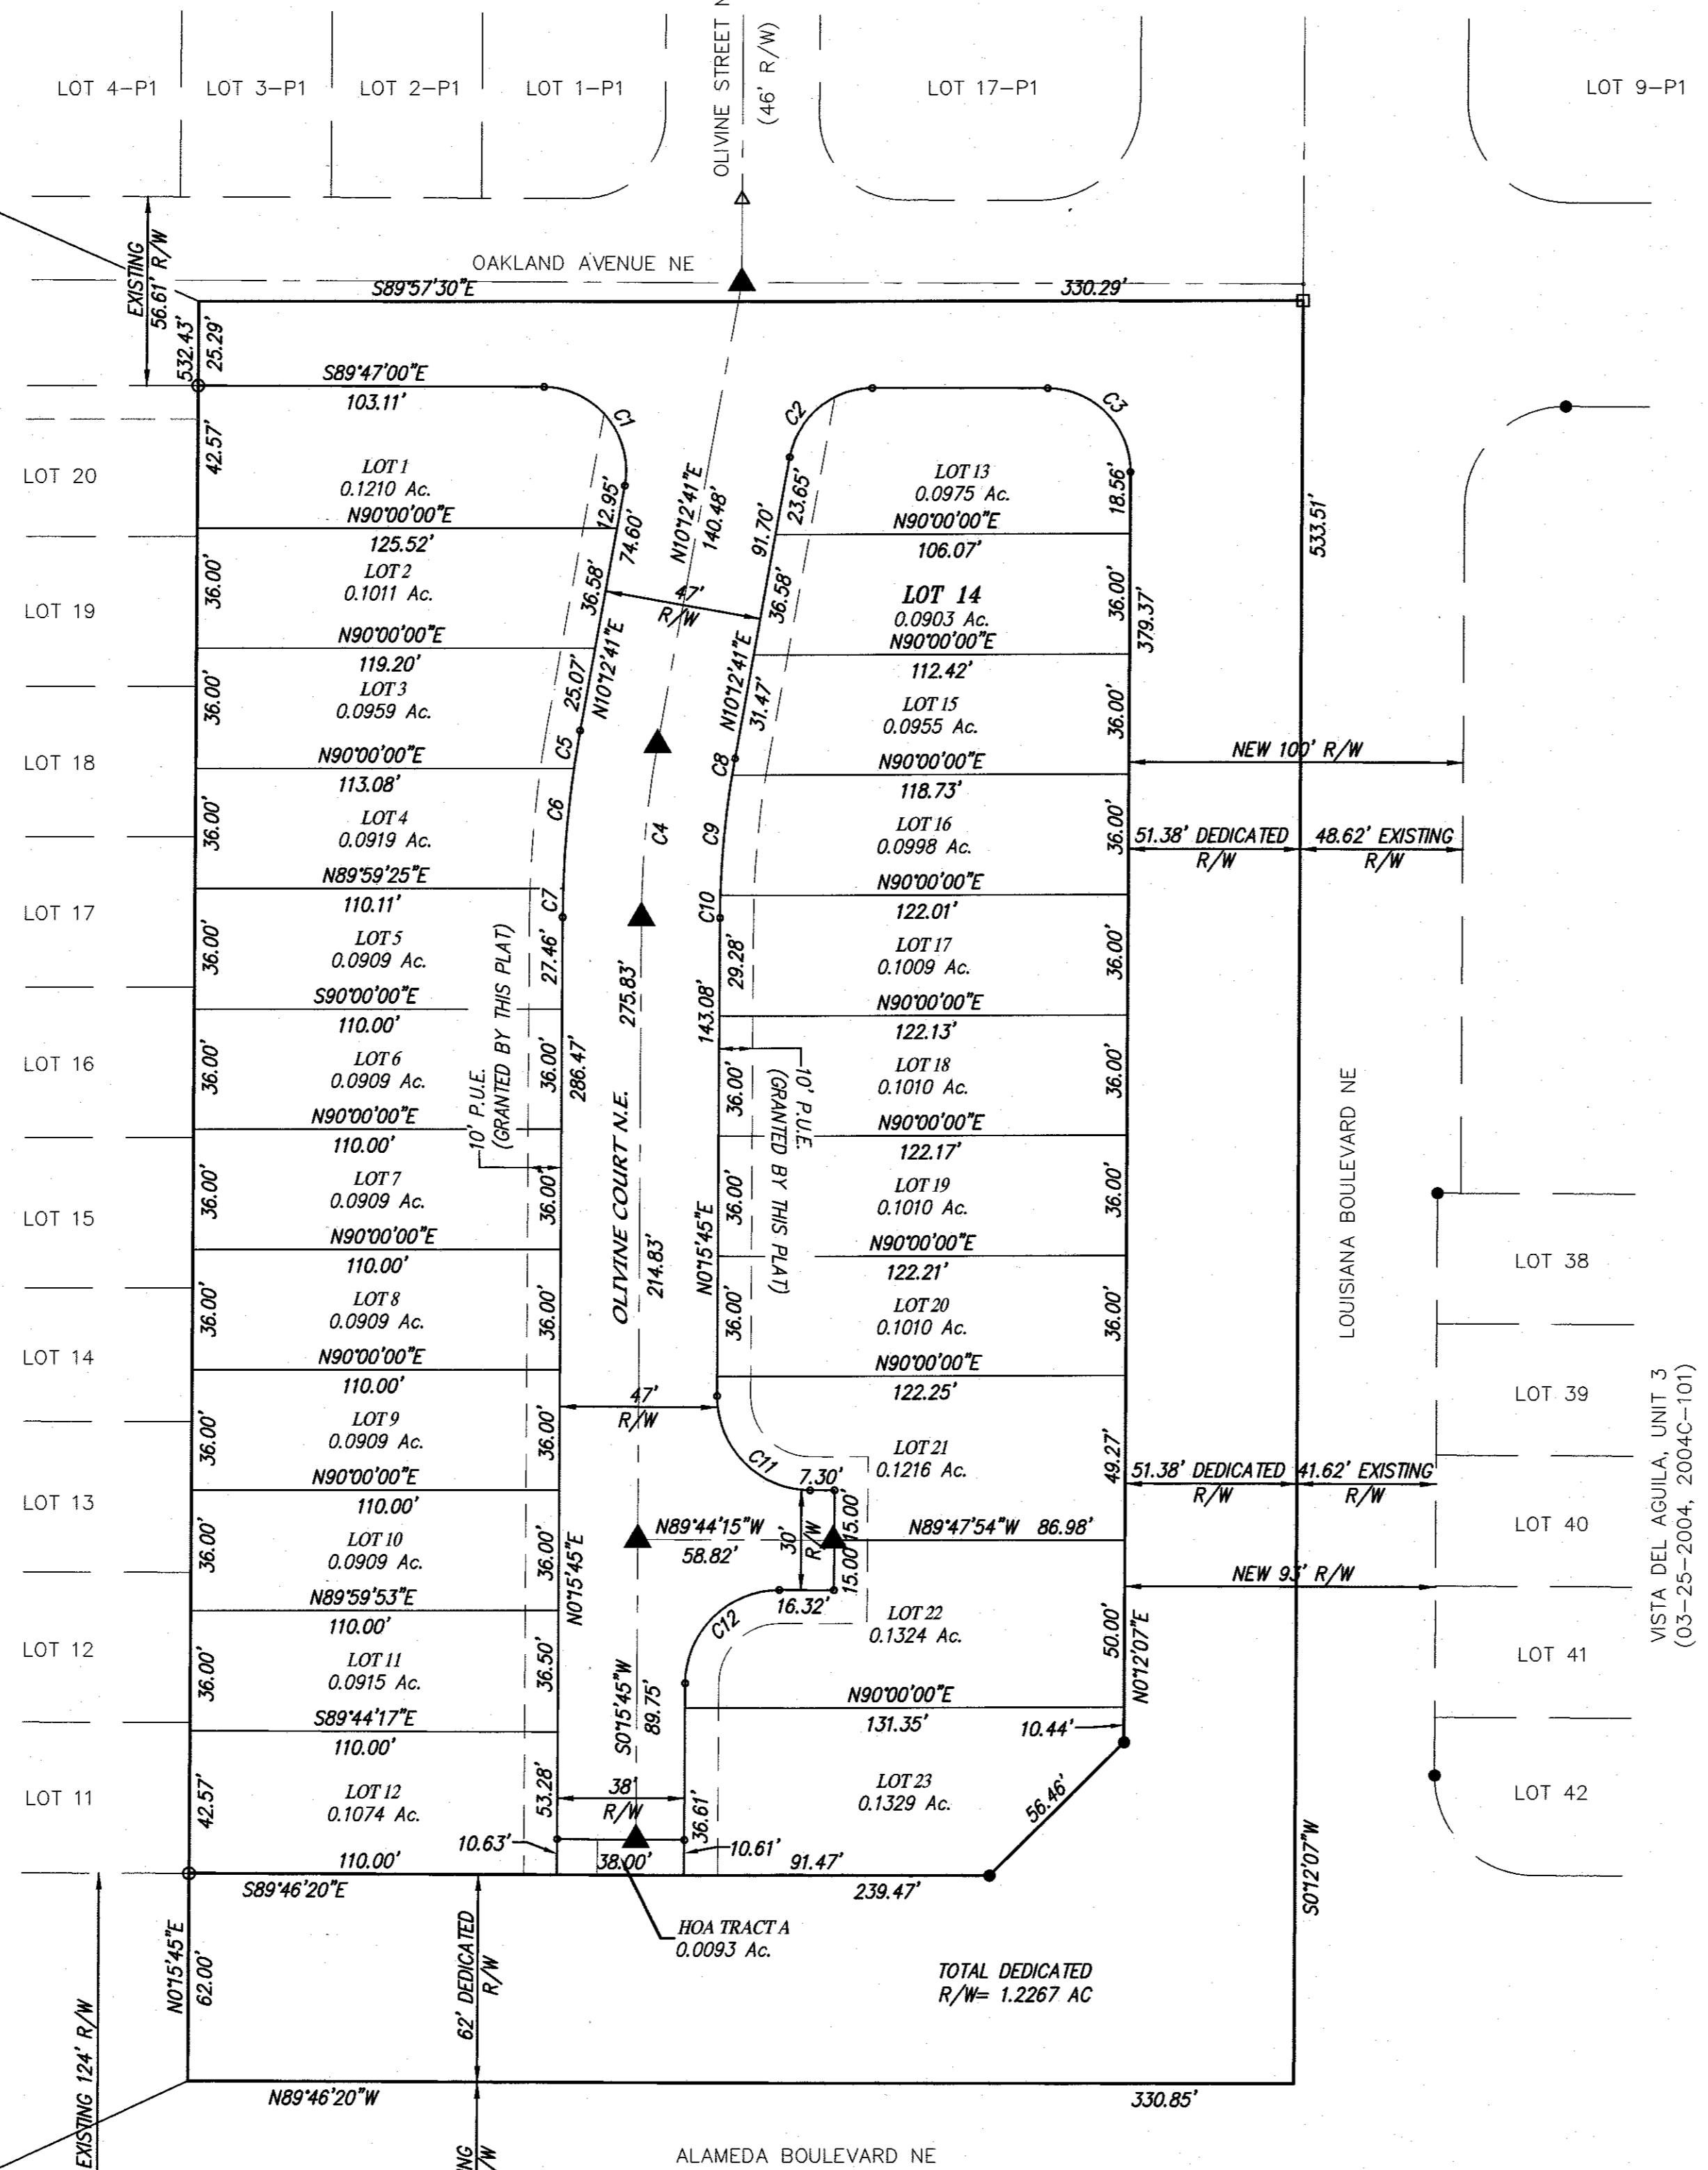 OLIVINE STREET N
(46' R/W)
LOT 4-P1
LOT 3-P1
LOT 2-P1
LOT 1-P1
LOT 17-P1
LOT 9-P1
EXISTING
56.61' R/W
OAKLAND AVENUE NE
S89°57'30"E
330.29'
532.43'
25.29'
S89°47'00"E
103.11'
C1
C2
C3
LOT 20
42.57'
LOT 1
0.1210 Ac.
N90°00'00"E
125.52'
12.95'
74.60'
N10°12'41"E
140.48'
91.70'
23.65'
LOT 13
0.0975 Ac.
N90°00'00"E
106.07'
18.56'
533.51'
LOT 19
36.00'
LOT 2
0.1011 Ac.
N90°00'00"E
119.20'
36.58'
47'
R/W
36.58'
LOT 14
0.0903 Ac.
N90°00'00"E
112.42'
36.00'
379.37'
36.00'
LOT 3
0.0959 Ac.
25.07'
N10°12'41"E
N10°12'41"E
31.47'
LOT 15
0.0955 Ac.
36.00'
LOT 18
N90°00'00"E
113.08'
C5
C8
N90°00'00"E
118.73'
NEW 100' R/W
36.00'
LOT 4
0.0919 Ac.
C6
C4
C9
LOT 16
0.0998 Ac.
36.00'
51.38' DEDICATED
R/W
48.62' EXISTING
R/W
LOT 17
N89°59'25"E
110.11'
C7
C10
N90°00'00"E
122.01'
36.00'
LOT 5
0.0909 Ac.
27.46'
275.83'
29.28'
143.08'
LOT 17
0.1009 Ac.
36.00'
S90°00'00"E
110.00'
N90°00'00"E
122.13'
LOT 16
36.00'
LOT 6
0.0909 Ac.
10' P.U.E.
(GRANTED BY THIS PLAT)
36.00'
286.47'
36.00'
10' P.U.E.
(GRANTED BY THIS PLAT)
LOT 18
0.1010 Ac.
36.00'
LOUISIANA BOULEVARD NE
N90°00'00"E
110.00'
N90°00'00"E
122.17'
LOT 15
36.00'
LOT 7
0.0909 Ac.
36.00'
OLIVINE COURT N.E.
214.83'
N0°15'45"E
36.00'
LOT 19
0.1010 Ac.
36.00'
N90°00'00"E
110.00'
N90°00'00"E
122.21'
LOT 38
36.00'
LOT 8
0.0909 Ac.
36.00'
36.00'
LOT 20
0.1010 Ac.
36.00'
LOT 14
N90°00'00"E
110.00'
47'
R/W
N90°00'00"E
122.25'
LOT 39
VISTA DEL AGUILA, UNIT 3
(03-25-2004, 2004C-101)
36.00'
LOT 9
0.0909 Ac.
36.00'
C11
LOT 21
0.1216 Ac.
49.27'
51.38' DEDICATED
R/W
41.62' EXISTING
R/W
LOT 13
N90°00'00"E
110.00'
7.30'
36.00'
LOT 10
0.0909 Ac.
36.00'
N0°15'45"E
N89°44'15"W
58.82'
30'
R/W
15.00'
15.00'
N89°47'54"W 86.98'
LOT 40
N89°59'53"E
110.00'
16.32'
NEW 93' R/W
LOT 12
36.00'
LOT 11
0.0915 Ac.
36.50'
S0°15'45"W
89.75'
C12
LOT 22
0.1324 Ac.
50.00'
N0°12'07"E
LOT 41
S89°44'17"E
110.00'
N90°00'00"E
131.35'
10.44'
LOT 11
42.57'
LOT 12
0.1074 Ac.
53.28'
38'
R/W
36.61'
LOT 23
0.1329 Ac.
56.46'
LOT 42
10.63'
10.61'
110.00'
38.00'
91.47'
S89°46'20"E
239.47'
S0°12'07"W
HOA TRACT A
0.0093 Ac.
N0°15'45"E
62.00'
62' DEDICATED
R/W
TOTAL DEDICATED
R/W= 1.2267 AC
EXISTING 124' R/W
N89°46'20"W
330.85'
ALAMEDA BOULEVARD NE